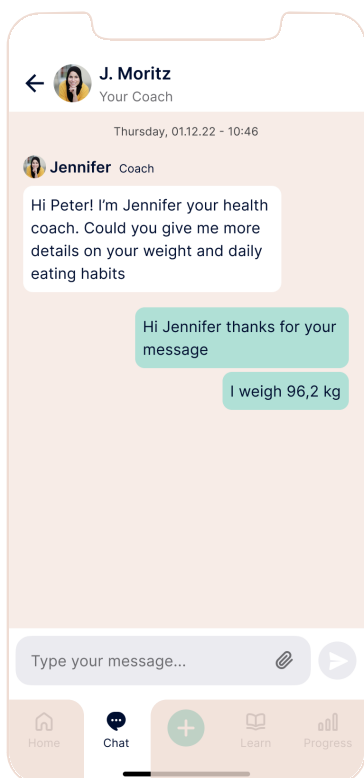 J. Moritz
Your Coach
Thursday, 01.12.22 - 10:46
Jennifer Coach
Hi Peter! I'm Jennifer your health
coach. Could you give me more
details on your weight and daily
eating habits
Hi Jennifer thanks for your
message
I weigh 96,2 kg
Type your message...
Home Chat Learn Progress